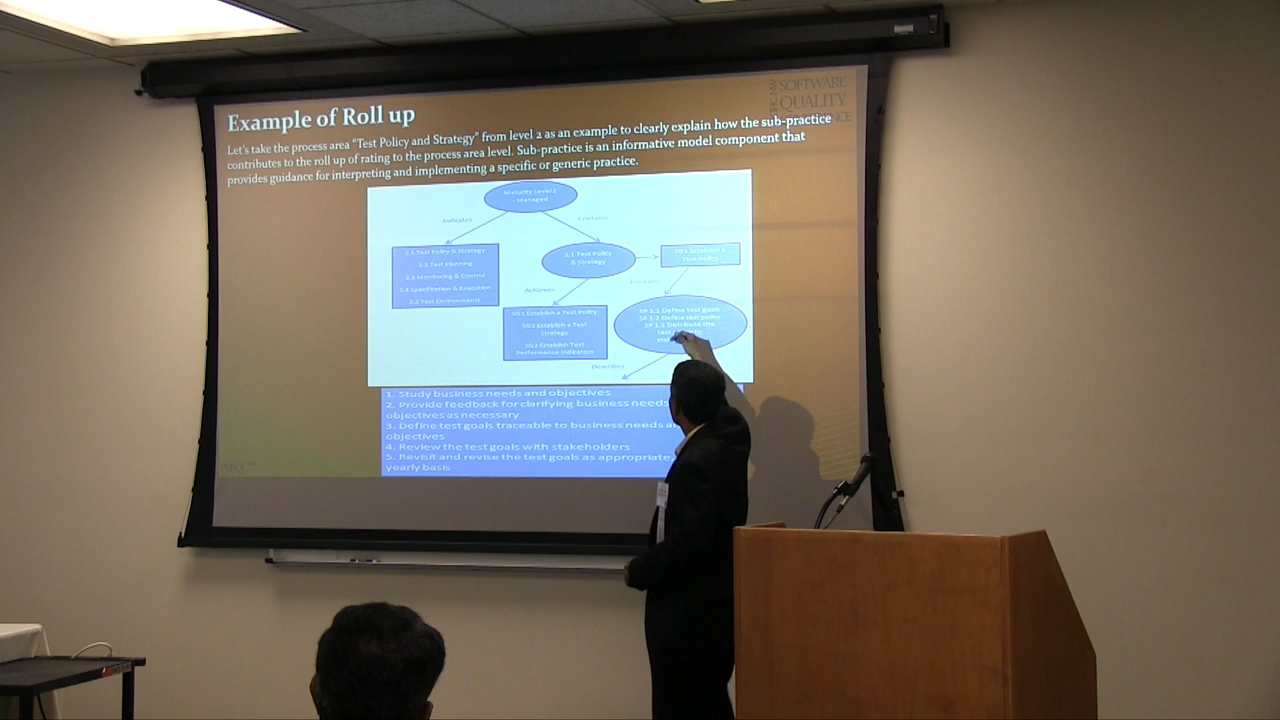 SOFTWARE
QUALITY
Example of Roll up
Let's take the process area "Test Policy and Strategy" from level 2 as an example to clearly explain how the sub-practice
contributes to the roll up of rating to the process area level. Sub-practice is an informative model component that
provides guidance for interpreting and implementing a specific or generic practice.
Maturity Level 2
- Managed
Indicates
Contains
2.1 Test Policy & Strategy
2.2 Test Planning
2.3 Monitoring & Control
2.4 Specification & Execution
2.5 Test Environments
2.1 Test Policy
& Strategy
SG1 Establish a
Test Policy
Achieves
Contains
SG1 Establish a Test Policy
SG2 Establish a Test
Strategy
SG3 Establish Test
Performance Indicators
SP 1.1 Define test goals
SP 1.2 Define test policy
SP 1.3 Distribute the
test
Describes
1. Study business needs and objectives
2. Provide feedback for clarifying business needs
objectives as necessary
3. Define test goals traceable to business needs
objectives
4. Review the test goals with stakeholders
5. Revisit and revise the test goals as appropriate,
yearly basis